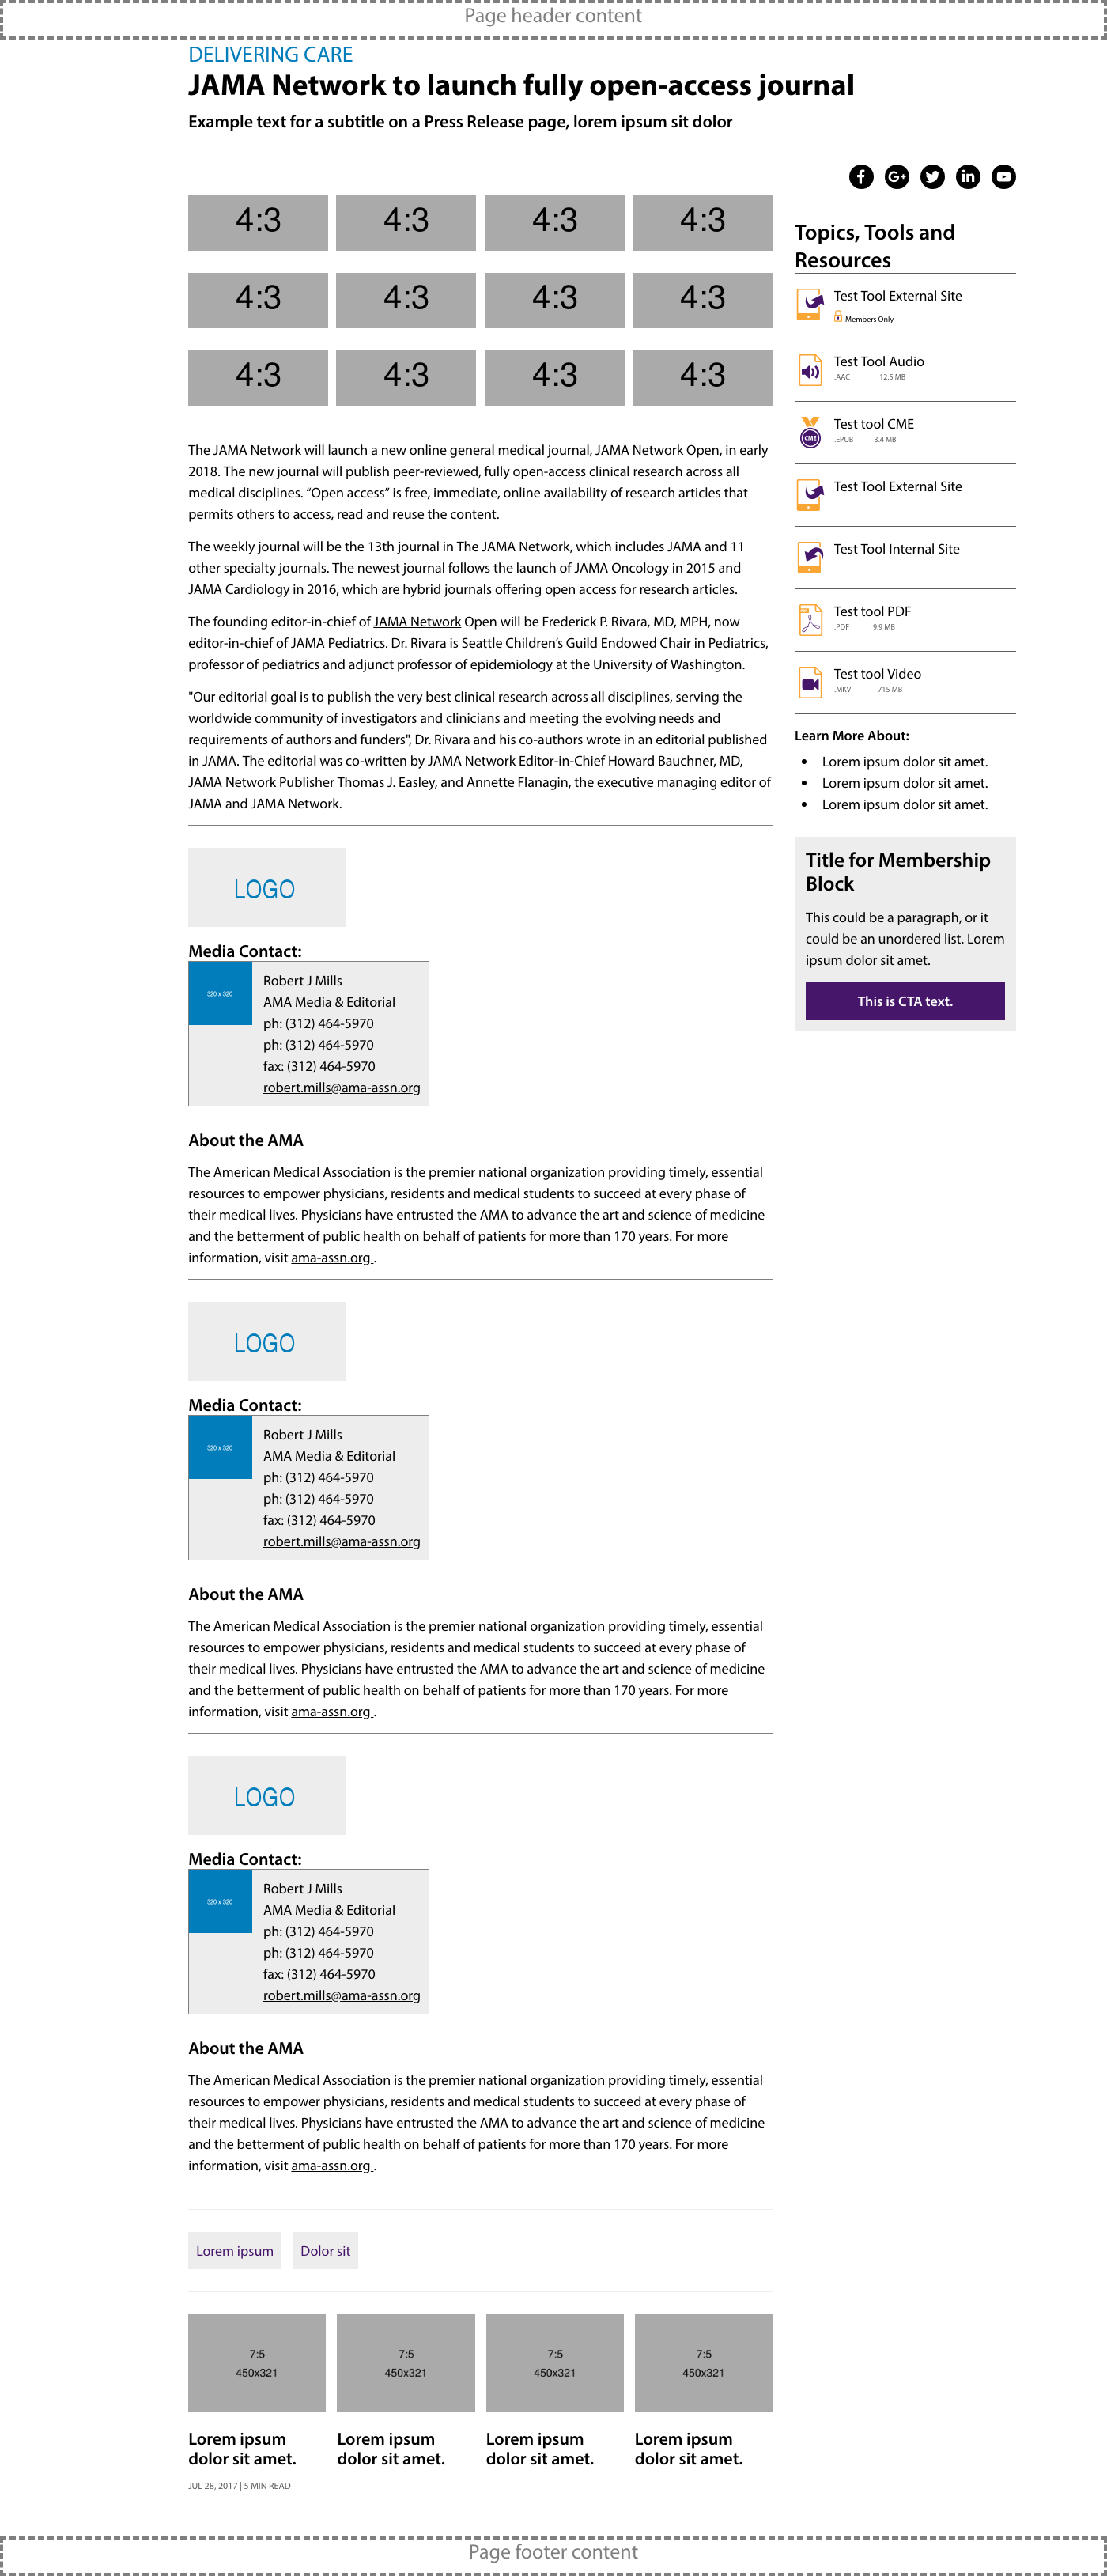 Page header content
DELIVERING CARE
JAMA Network to launch fully open-access journal
Example text for a subtitle on a Press Release page, lorem ipsum sit dolor
4:3 4:3 4:3 4:3
4:3 4:3 4:3 4:3
4:3 4:3 4:3 4:3
The JAMA Network will launch a new online general medical journal, JAMA Network Open, in early
2018. The new journal will publish peer-reviewed, fully open-access clinical research across all
medical disciplines. “Open access” is free, immediate, online availability of research articles that
permits others to access, read and reuse the content.
The weekly journal will be the 13th journal in The JAMA Network, which includes JAMA and 11
other specialty journals. The newest journal follows the launch of JAMA Oncology in 2015 and
JAMA Cardiology in 2016, which are hybrid journals offering open access for research articles.
The founding editor-in-chief of JAMA Network Open will be Frederick P. Rivara, MD, MPH, now
editor-in-chief of JAMA Pediatrics. Dr. Rivara is Seattle Children’s Guild Endowed Chair in Pediatrics,
professor of pediatrics and adjunct professor of epidemiology at the University of Washington.
"Our editorial goal is to publish the very best clinical research across all disciplines, serving the
worldwide community of investigators and clinicians and meeting the evolving needs and
requirements of authors and funders", Dr. Rivara and his co-authors wrote in an editorial published
in JAMA. The editorial was co-written by JAMA Network Editor-in-Chief Howard Bauchner, MD,
JAMA Network Publisher Thomas J. Easley, and Annette Flanagin, the executive managing editor of
JAMA and JAMA Network.
LOGO
Media Contact:
320 x 320
Robert J Mills
AMA Media & Editorial
ph: (312) 464-5970
ph: (312) 464-5970
fax: (312) 464-5970
robert.mills@ama-assn.org
About the AMA
The American Medical Association is the premier national organization providing timely, essential
resources to empower physicians, residents and medical students to succeed at every phase of
their medical lives. Physicians have entrusted the AMA to advance the art and science of medicine
and the betterment of public health on behalf of patients for more than 170 years. For more
information, visit ama-assn.org .
LOGO
Media Contact:
320 x 320
Robert J Mills
AMA Media & Editorial
ph: (312) 464-5970
ph: (312) 464-5970
fax: (312) 464-5970
robert.mills@ama-assn.org
About the AMA
The American Medical Association is the premier national organization providing timely, essential
resources to empower physicians, residents and medical students to succeed at every phase of
their medical lives. Physicians have entrusted the AMA to advance the art and science of medicine
and the betterment of public health on behalf of patients for more than 170 years. For more
information, visit ama-assn.org .
LOGO
Media Contact:
320 x 320
Robert J Mills
AMA Media & Editorial
ph: (312) 464-5970
ph: (312) 464-5970
fax: (312) 464-5970
robert.mills@ama-assn.org
About the AMA
The American Medical Association is the premier national organization providing timely, essential
resources to empower physicians, residents and medical students to succeed at every phase of
their medical lives. Physicians have entrusted the AMA to advance the art and science of medicine
and the betterment of public health on behalf of patients for more than 170 years. For more
information, visit ama-assn.org .
Lorem ipsum Dolor sit
7:5 7:5 7:5 7:5
450x321 450x321 450x321 450x321
Lorem ipsum Lorem ipsum Lorem ipsum Lorem ipsum
dolor sit amet. dolor sit amet. dolor sit amet. dolor sit amet.
JUL 28, 2017 | 5 MIN READ
Topics, Tools and
Resources
Test Tool External Site
Members Only
Test Tool Audio
.AAC 12.5 MB
CME
Test tool CME
.EPUB 3.4 MB
Test Tool External Site
Test Tool Internal Site
Test tool PDF
.PDF 9.9 MB
Test tool Video
.MKV 715 MB
Learn More About:
• Lorem ipsum dolor sit amet.
• Lorem ipsum dolor sit amet.
• Lorem ipsum dolor sit amet.
Title for Membership
Block
This could be a paragraph, or it
could be an unordered list. Lorem
ipsum dolor sit amet.
This is CTA text.
Page footer content